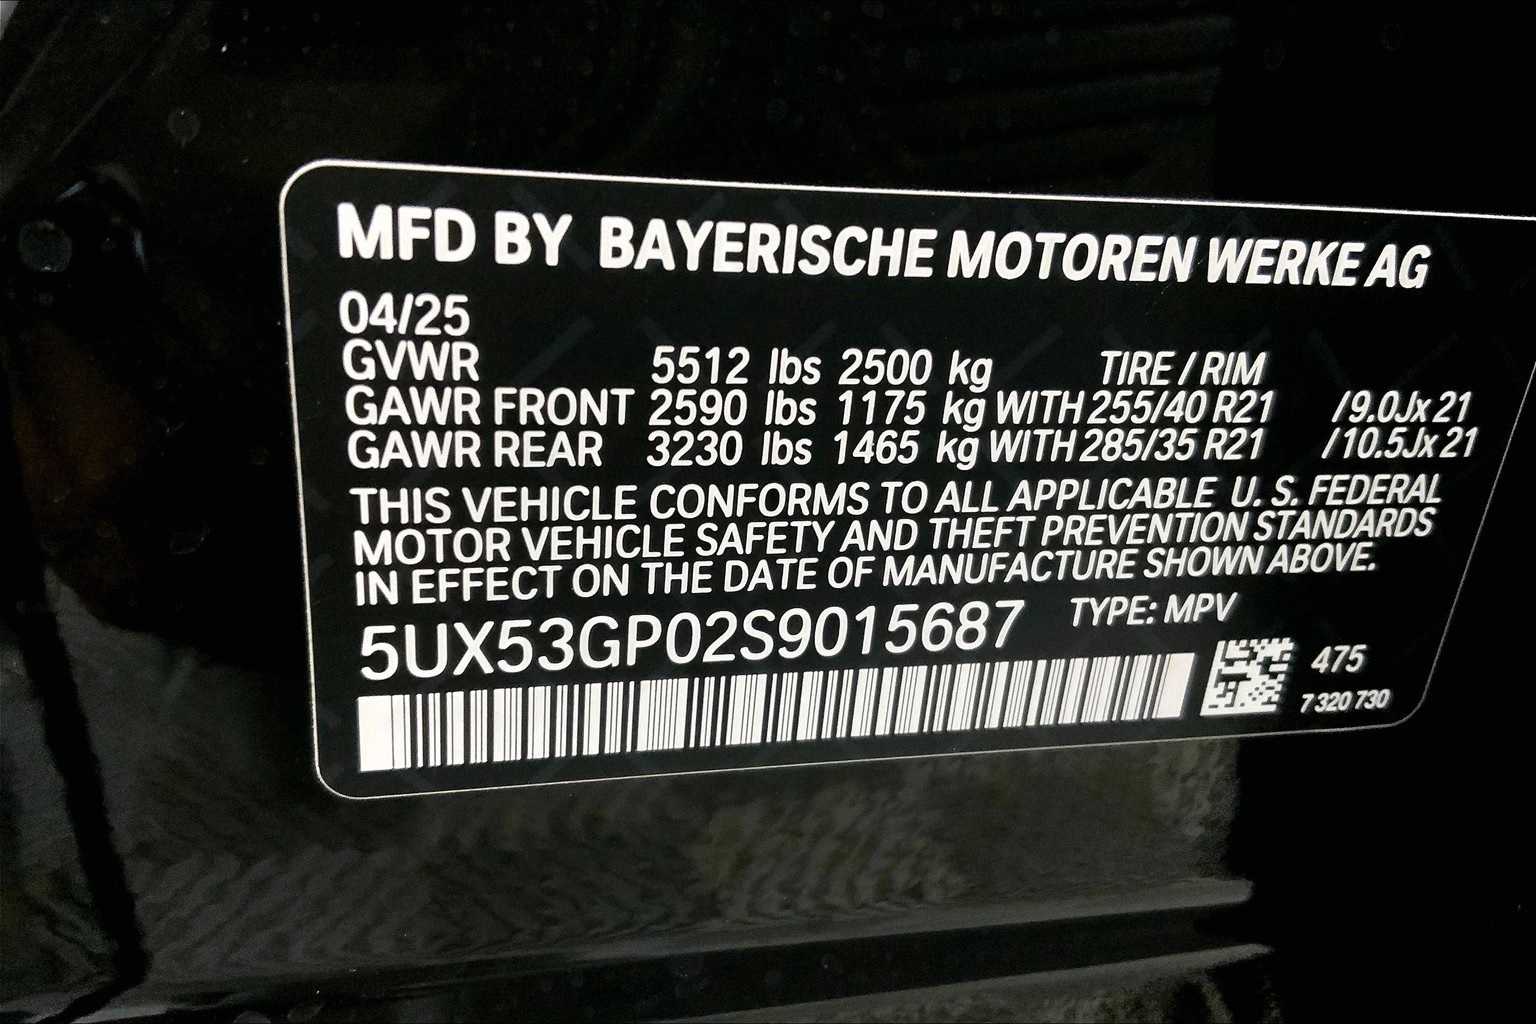 MFD BY BAYERISCHE MOTOREN WERKE AG
04/25
GVWR 5512 lbs 2500 kg TIRE / RIM
GAWR FRONT 2590 lbs 1175 kg WITH 255/40 R21 /9.0Jx21
GAWR REAR 3230 lbs 1465 kg WITH 285/35 R21 /10.5Jx21
THIS VEHICLE CONFORMS TO ALL APPLICABLE U. S. FEDERAL
MOTOR VEHICLE SAFETY AND THEFT PREVENTION STANDARDS
IN EFFECT ON THE DATE OF MANUFACTURE SHOWN ABOVE.
5UX53GP02S9015687 TYPE: MPV
475
7 320 730